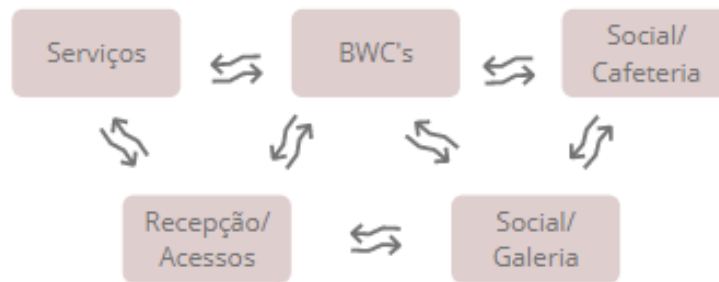 Serviços
BWC's
Social/
Cafeteria
Recepção/
Acessos
Social/
Galeria